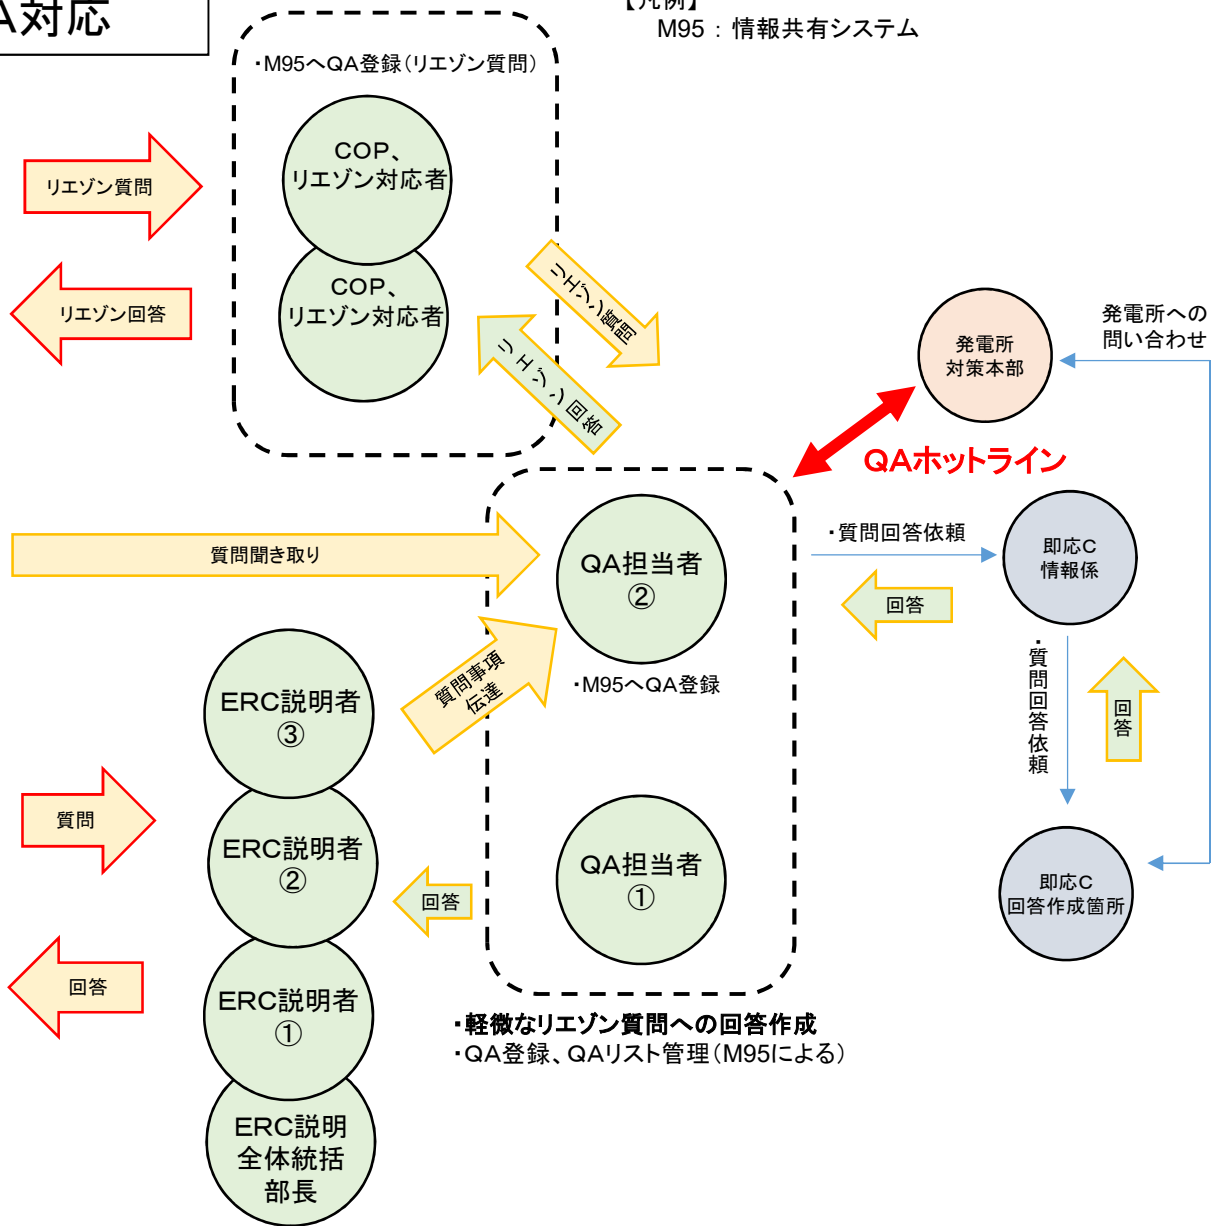 A対応
【凡例】
M95：情報共有システム
・M95へQA登録（リエゾン質問）
COP、
リエゾン対応者
リエゾン質問
COP、
リエゾン対応者
リエゾン回答
リエゾン質問
リエゾン回答
発電所
対策本部
発電所への
問い合わせ
QAホットライン
質問聞き取り
QA担当者
②
・M95へQA登録
・質問回答依頼
回答
即応C
情報係
・質問回答依頼
回答
質問事項
伝達
ERC説明者
③
質問
ERC説明者
②
回答
QA担当者
①
即応C
回答作成箇所
回答
ERC説明者
①
・軽微なリエゾン質問への回答作成
・QA登録、QAリスト管理（M95による）
ERC説明
全体統括
部長